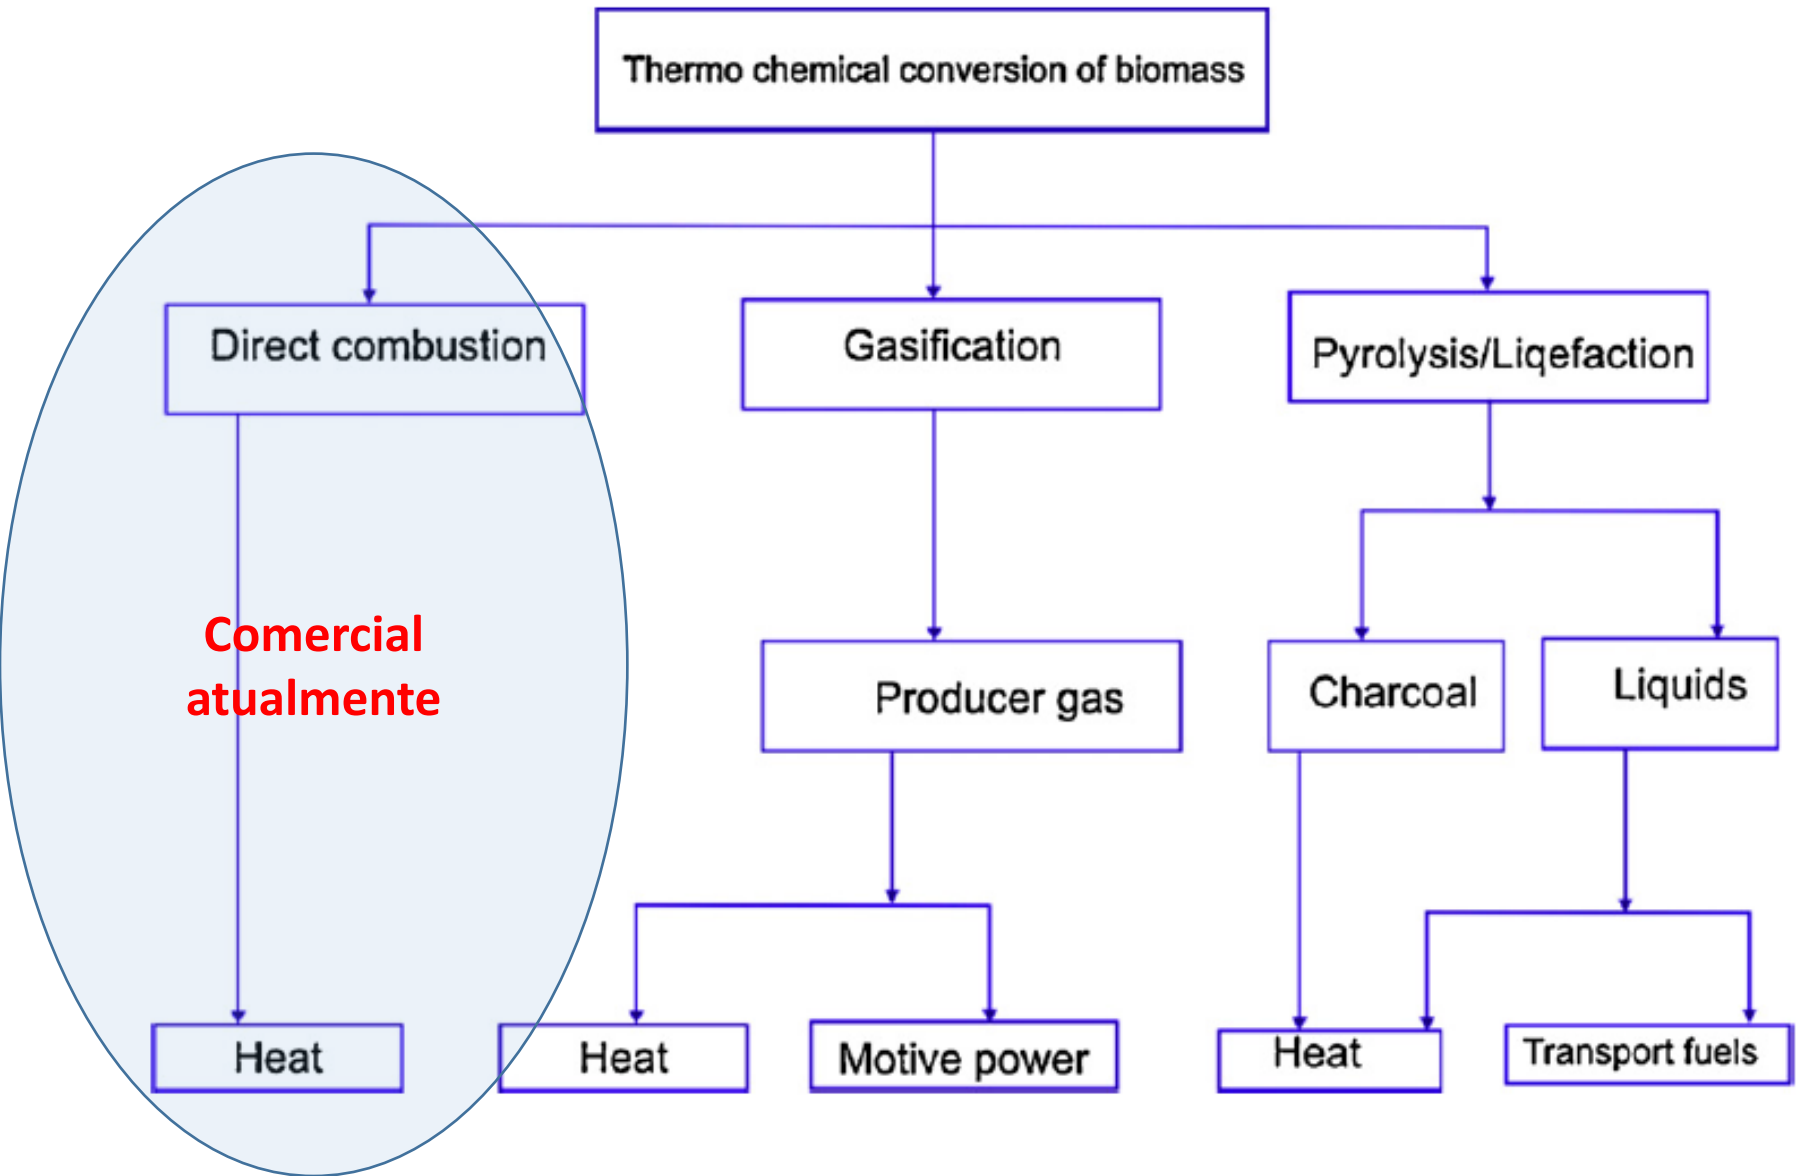 Thermo chemical conversion of biomass
Direct combustion
Gasification
Pyrolysis/Liqefaction
Comercial
atualmente
Producer gas
Charcoal
Liquids
Heat
Heat
Motive power
Heat
Transport fuels